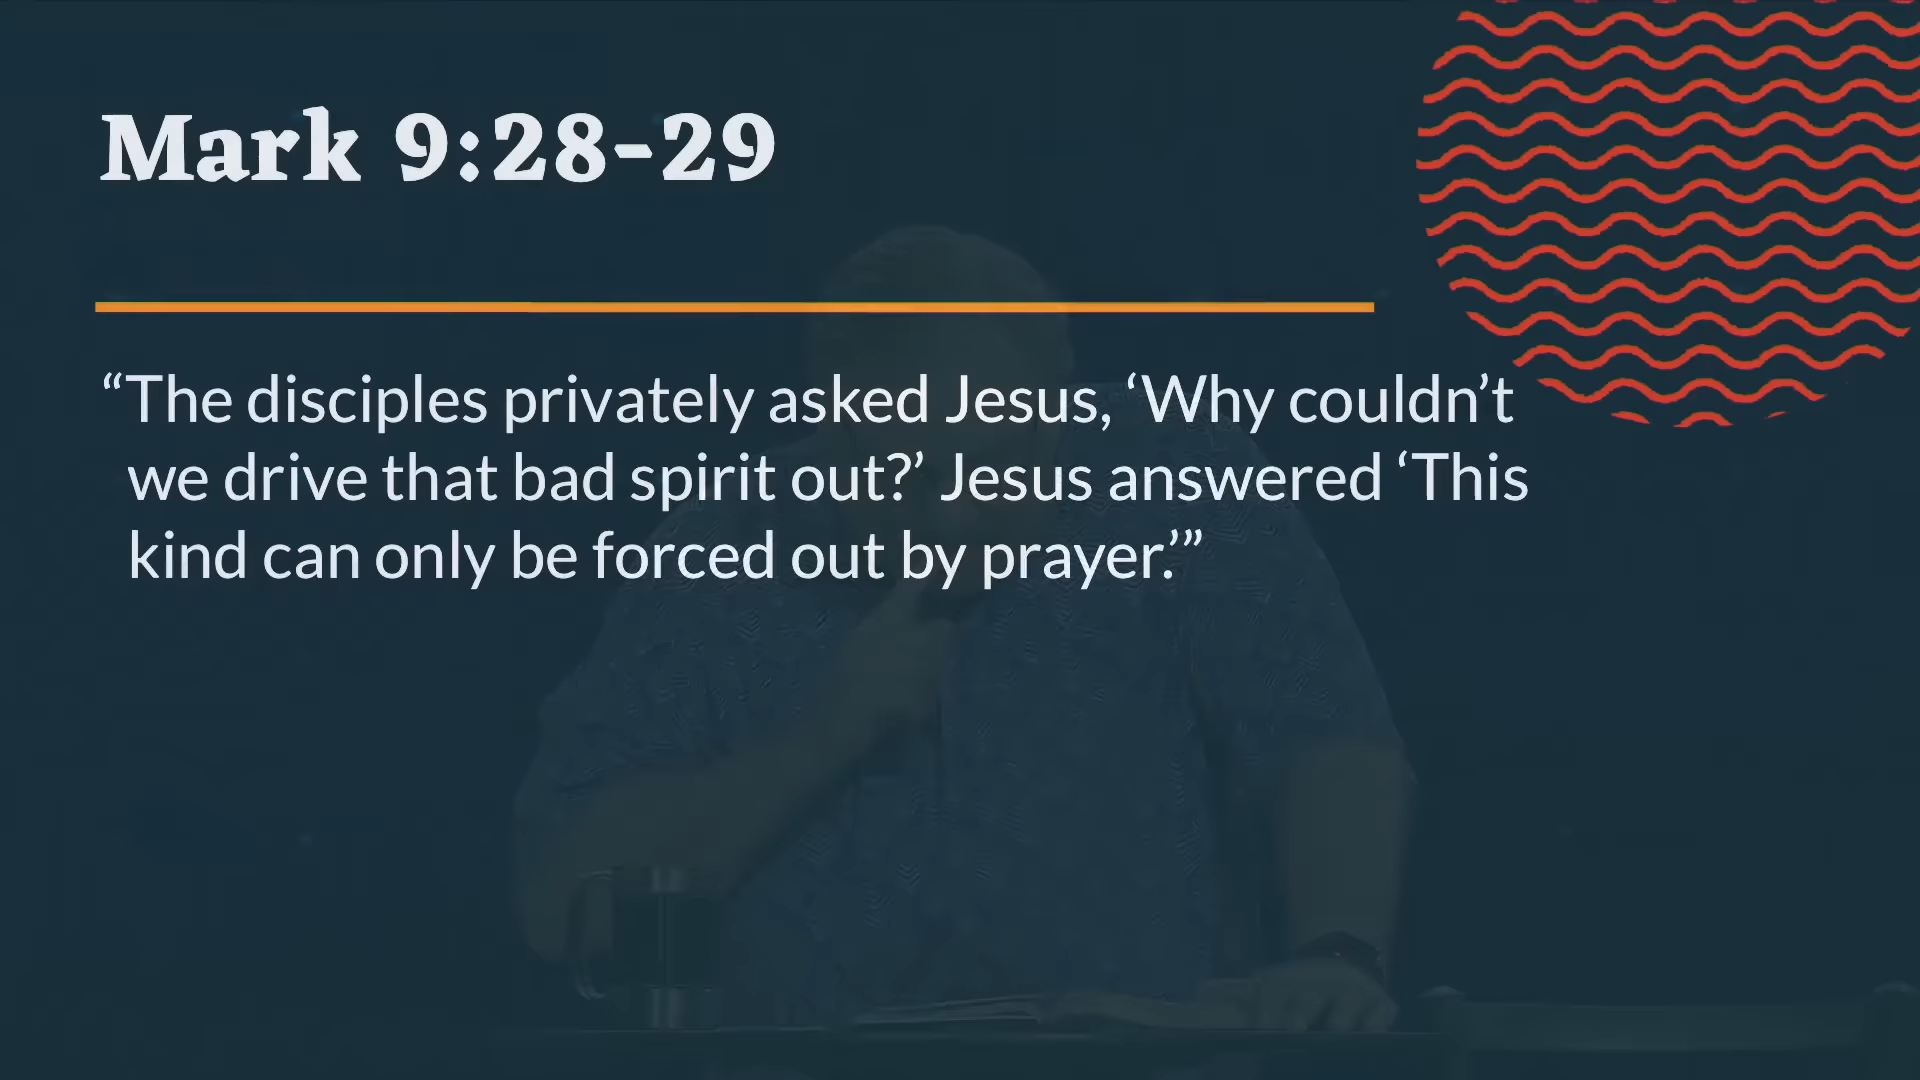 Mark 9:28-29
“The disciples privately asked Jesus, ‘Why couldn’t
we drive that bad spirit out?’ Jesus answered ‘This
kind can only be forced out by prayer.’”